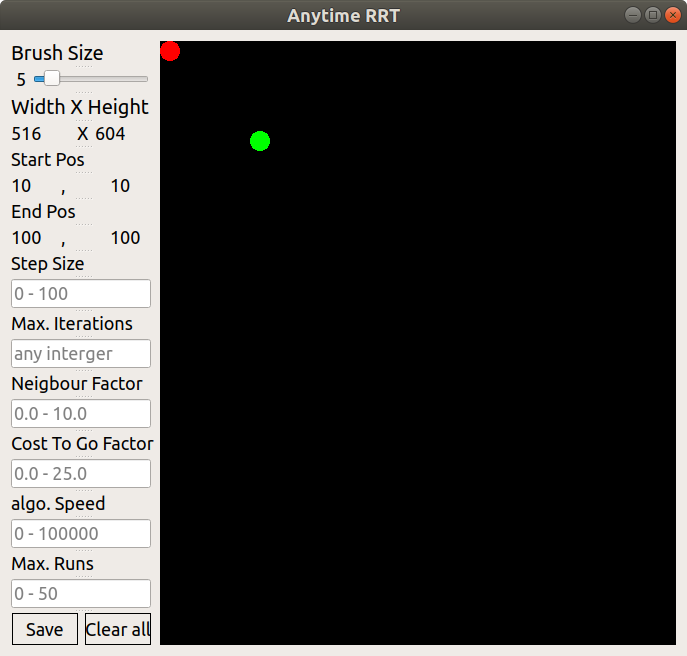 Anytime RRT
Brush Size
5
Width X Height
516 X 604
Start Pos
10 , 10
End Pos
100 , 100
Step Size
0 - 100
Max. Iterations
any interger
Neigbour Factor
0.0 - 10.0
Cost To Go Factor
0.0 - 25.0
algo. Speed
0 - 100000
Max. Runs
0 - 50
Save Clear all